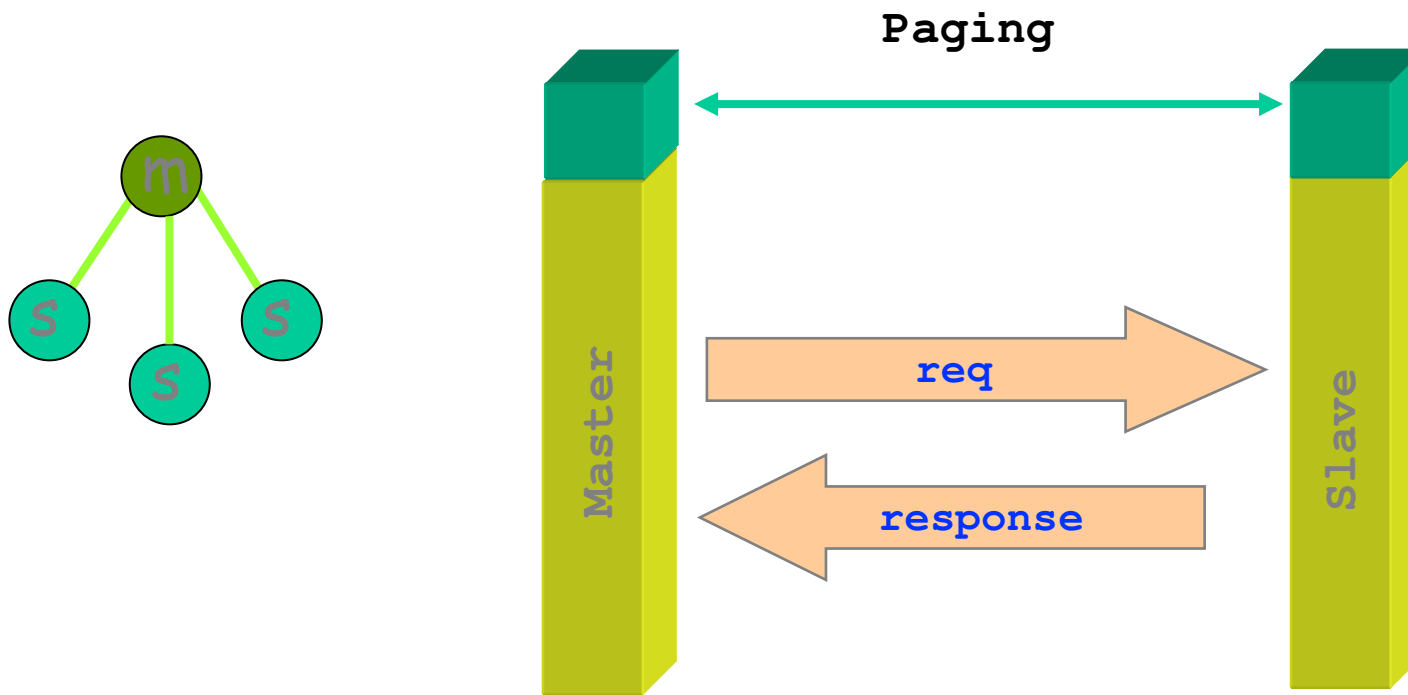 Paging
m
s
s
s
Master
req
response
Slave